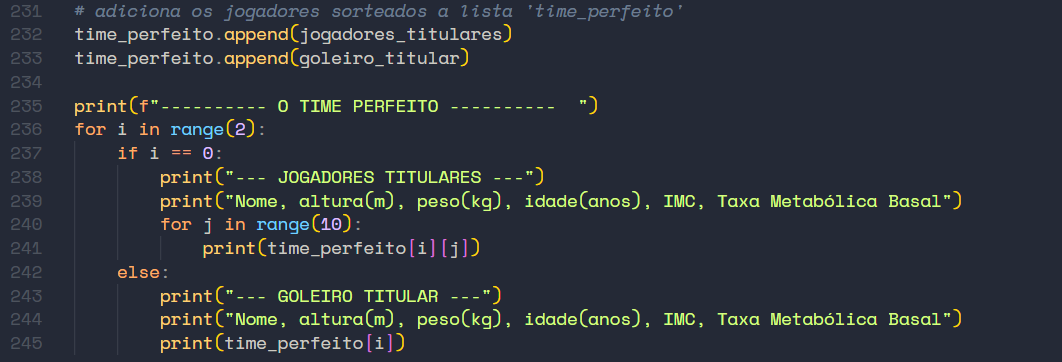 231 # adiciona os jogadores sorteados a lista 'time_perfeito'
232 time_perfeito.append(jogadores_titulares)
233 time_perfeito.append(goleiro_titular)
234
235 print(f"---------- O TIME PERFEITO ----------  ")
236 for i in range(2):
237     if i == 0:
238         print("--- JOGADORES TITULARES ---")
239         print("Nome, altura(m), peso(kg), idade(anos), IMC, Taxa Metabólica Basal")
240         for j in range(10):
241             print(time_perfeito[i][j])
242     else:
243         print("--- GOLEIRO TITULAR ---")
244         print("Nome, altura(m), peso(kg), idade(anos), IMC, Taxa Metabólica Basal")
245         print(time_perfeito[i])